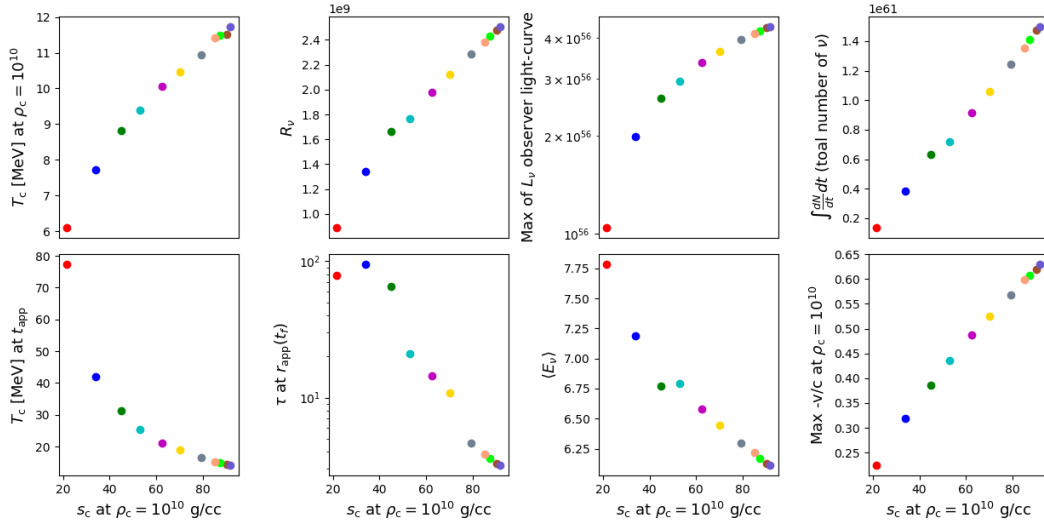 12
11
10
9
8
7
6
T_c [MeV] at ρ_c = 10^10
1e9
2.4
2.2
2.0
1.8
1.6
1.4
1.2
1.0
R_ν
4 × 10^56
3 × 10^56
2 × 10^56
10^56
Max of L_ν observer light-curve
1e61
1.4
1.2
1.0
0.8
0.6
0.4
0.2
∫ dN/dt dt (toal number of ν)
80
70
60
50
40
30
20
T_c [MeV] at t_app
20 40 60 80
s_c at ρ_c = 10^10 g/cc
10^2
10^1
τ at r_app(t_f)
20 40 60 80
s_c at ρ_c = 10^10 g/cc
7.75
7.50
7.25
7.00
6.75
6.50
6.25
⟨E_ν⟩
20 40 60 80
s_c at ρ_c = 10^10 g/cc
0.65
0.60
0.55
0.50
0.45
0.40
0.35
0.30
0.25
Max -v/c at ρ_c = 10^10
20 40 60 80
s_c at ρ_c = 10^10 g/cc